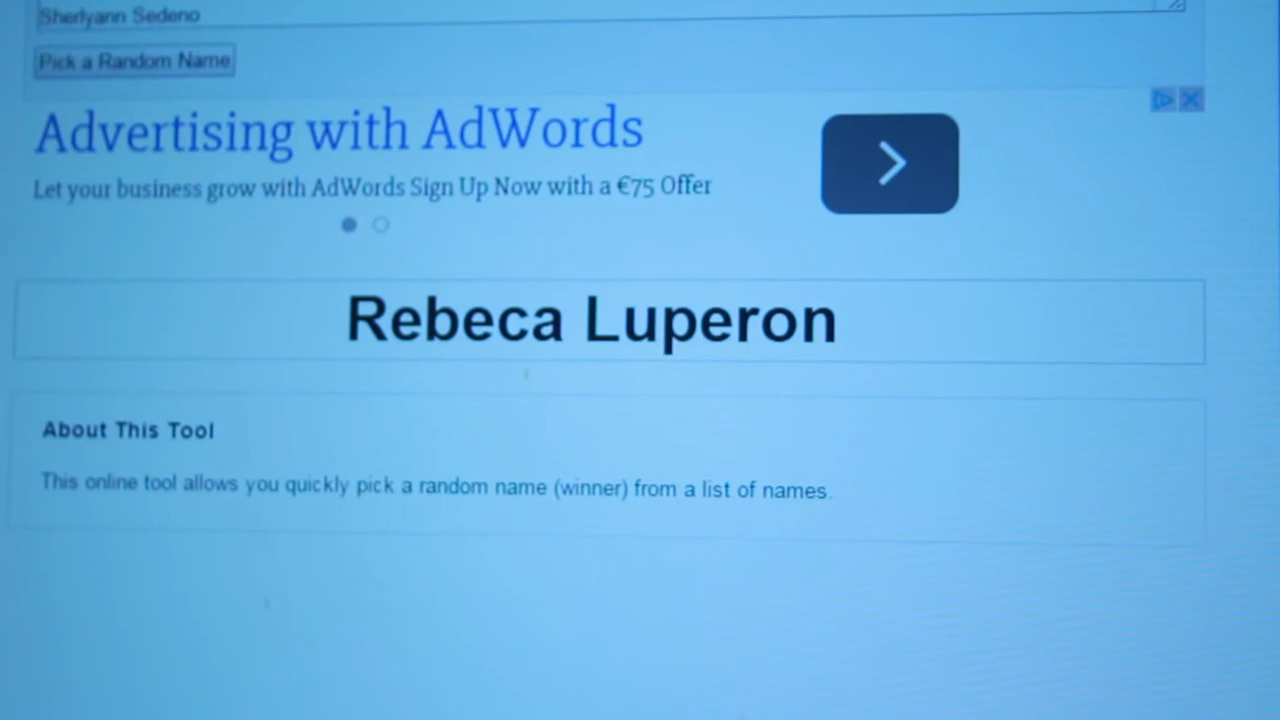 Sherlyann Sedeno
Pick a Random Name
Advertising with AdWords
Let your business grow with AdWords Sign Up Now with a €75 Offer
Rebeca Luperon
About This Tool
This online tool allows you quickly pick a random name (winner) from a list of names.